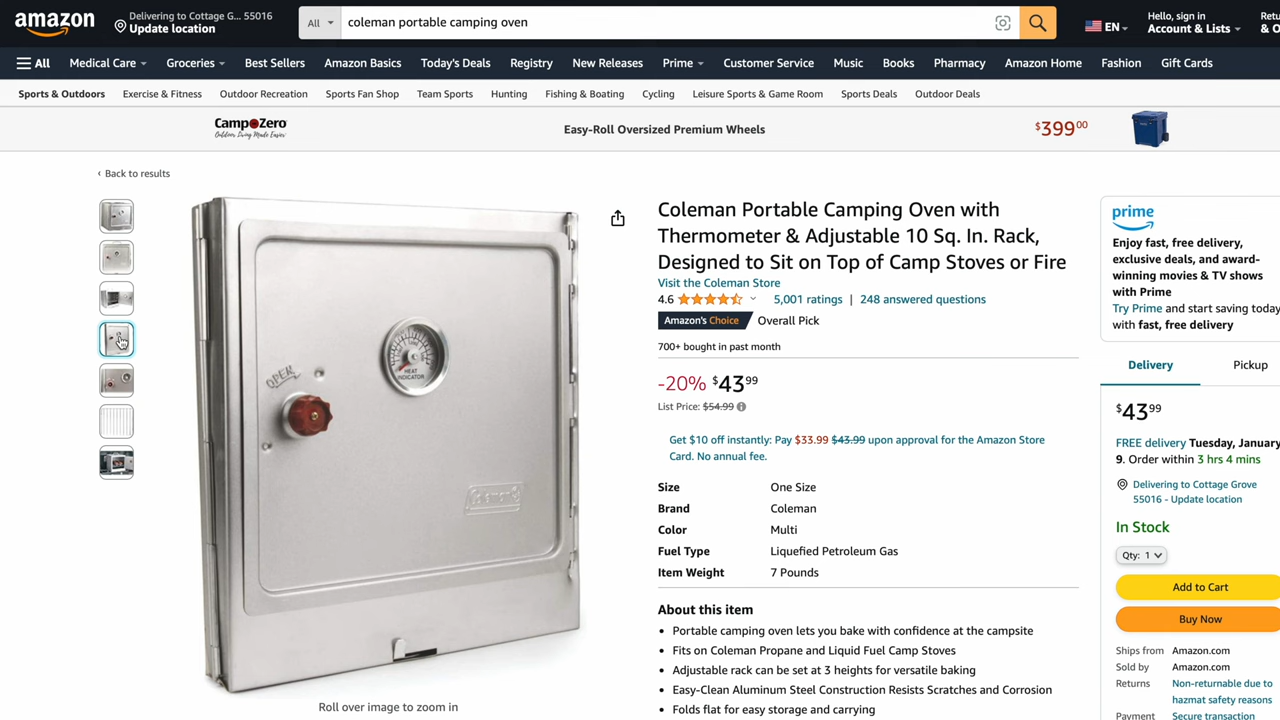 amazon
Delivering to Cottage G... 55016
Update location
All
coleman portable camping oven
EN
Hello, sign in
Account & Lists
Retu
& O
All
Medical Care
Groceries
Best Sellers
Amazon Basics
Today's Deals
Registry
New Releases
Prime
Customer Service
Music
Books
Pharmacy
Amazon Home
Fashion
Gift Cards
Sports & Outdoors
Exercise & Fitness
Outdoor Recreation
Sports Fan Shop
Team Sports
Hunting
Fishing & Boating
Cycling
Leisure Sports & Game Room
Sports Deals
Outdoor Deals
Camp Zero
Outdoor Living Made Easier
Easy-Roll Oversized Premium Wheels
$39900
‹ Back to results
OPEN
HEAT
INDICATOR
Coleman
Roll over image to zoom in
Coleman Portable Camping Oven with
Thermometer & Adjustable 10 Sq. In. Rack,
Designed to Sit on Top of Camp Stoves or Fire
Visit the Coleman Store
4.6
5,001 ratings | 248 answered questions
Amazon's Choice Overall Pick
700+ bought in past month
-20% $4399
List Price: $54.99
Get $10 off instantly: Pay $33.99 $43.99 upon approval for the Amazon Store
Card. No annual fee.
Size One Size
Brand Coleman
Color Multi
Fuel Type Liquefied Petroleum Gas
Item Weight 7 Pounds
About this item
• Portable camping oven lets you bake with confidence at the campsite
• Fits on Coleman Propane and Liquid Fuel Camp Stoves
• Adjustable rack can be set at 3 heights for versatile baking
• Easy-Clean Aluminum Steel Construction Resists Scratches and Corrosion
• Folds flat for easy storage and carrying
prime
Enjoy fast, free delivery,
exclusive deals, and award-
winning movies & TV shows
with Prime
Try Prime and start saving today
with fast, free delivery
Delivery
Pickup
$4399
FREE delivery Tuesday, January
9. Order within 3 hrs 4 mins
Delivering to Cottage Grove
55016 - Update location
In Stock
Qty: 1
Add to Cart
Buy Now
Ships from Amazon.com
Sold by Amazon.com
Returns Non-returnable due to
hazmat safety reasons
Payment Secure transaction